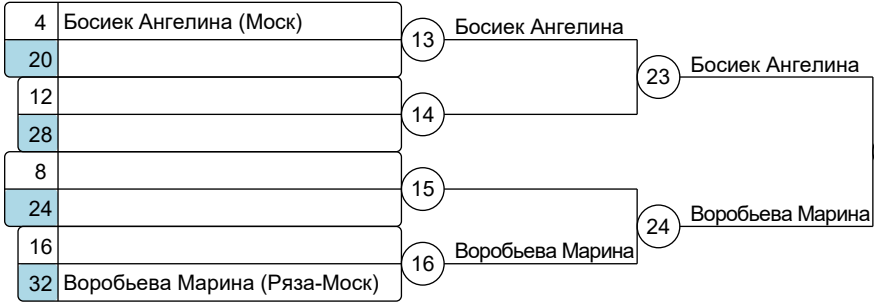 4 Босиек Ангелина (Моск)
13 Босиек Ангелина
20
23 Босиек Ангелина
12
14
28
8
15
24
24 Воробьева Марина
16
16 Воробьева Марина
32 Воробьева Марина (Ряза-Моск)